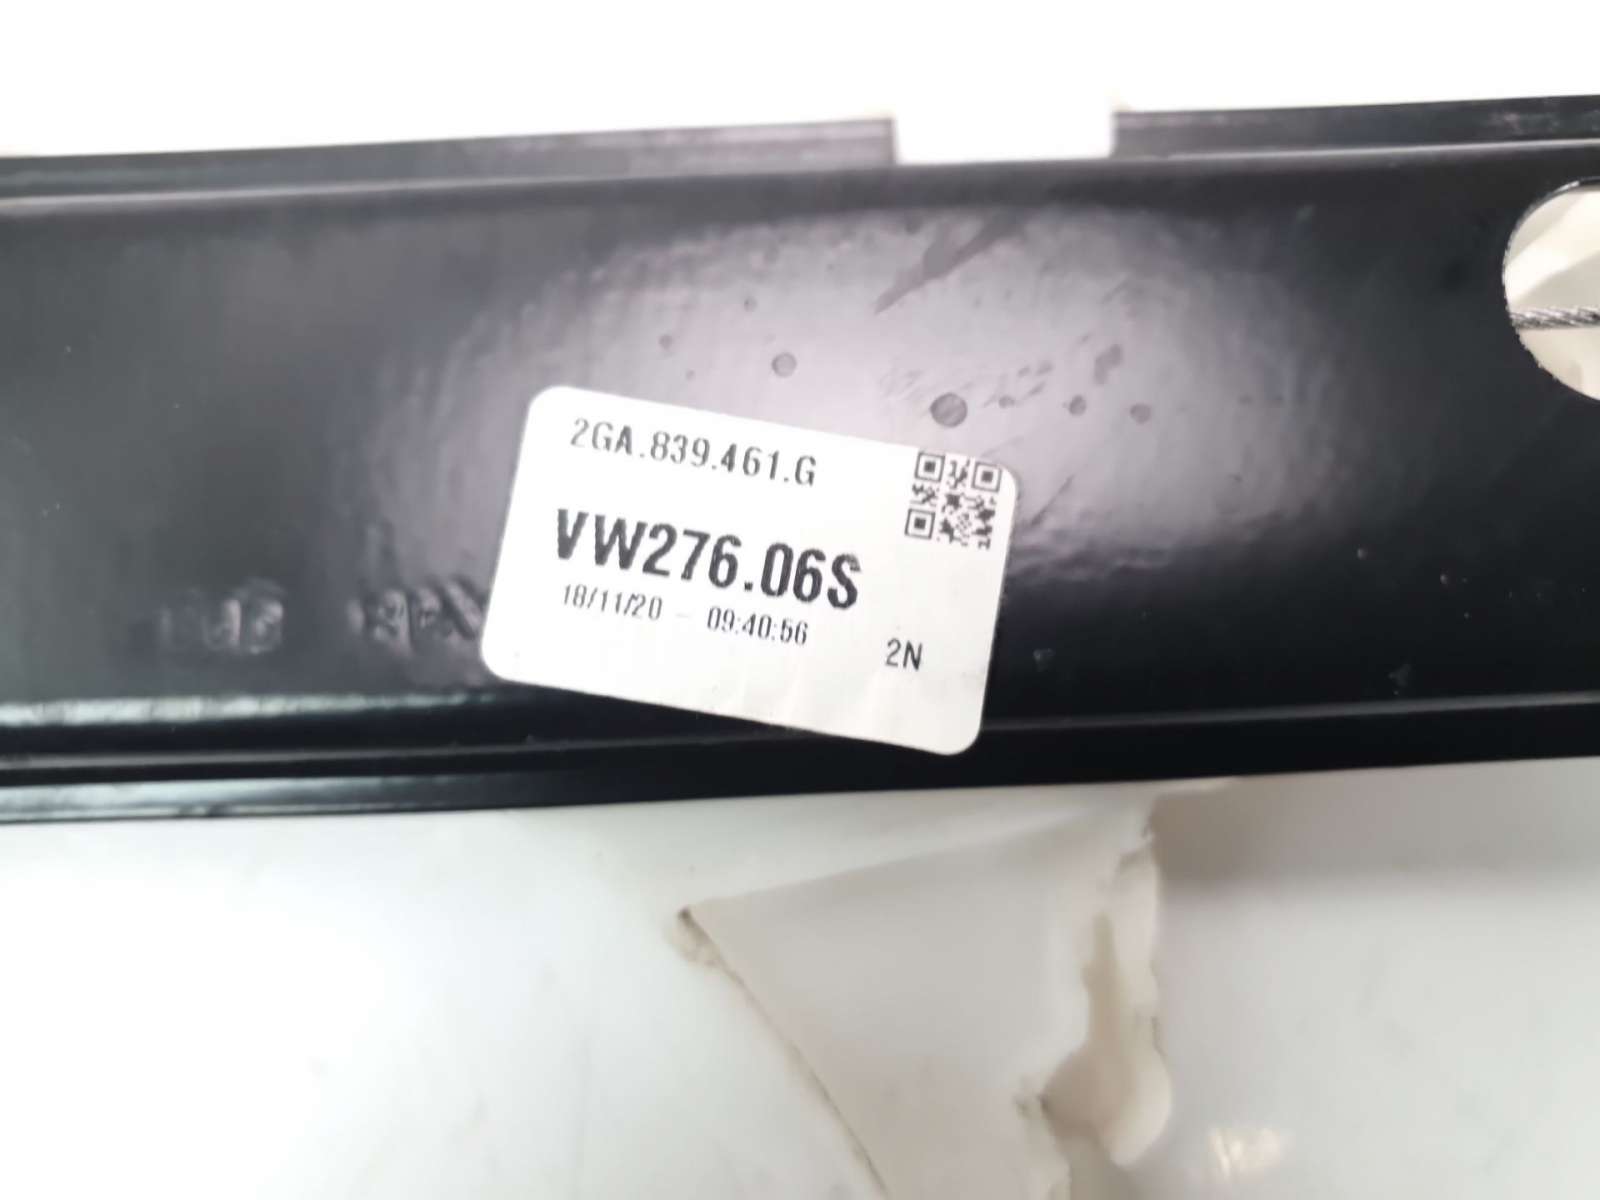 2GA.839.461.G
VW276.06S
18/11/20 - 09:40:56
2N